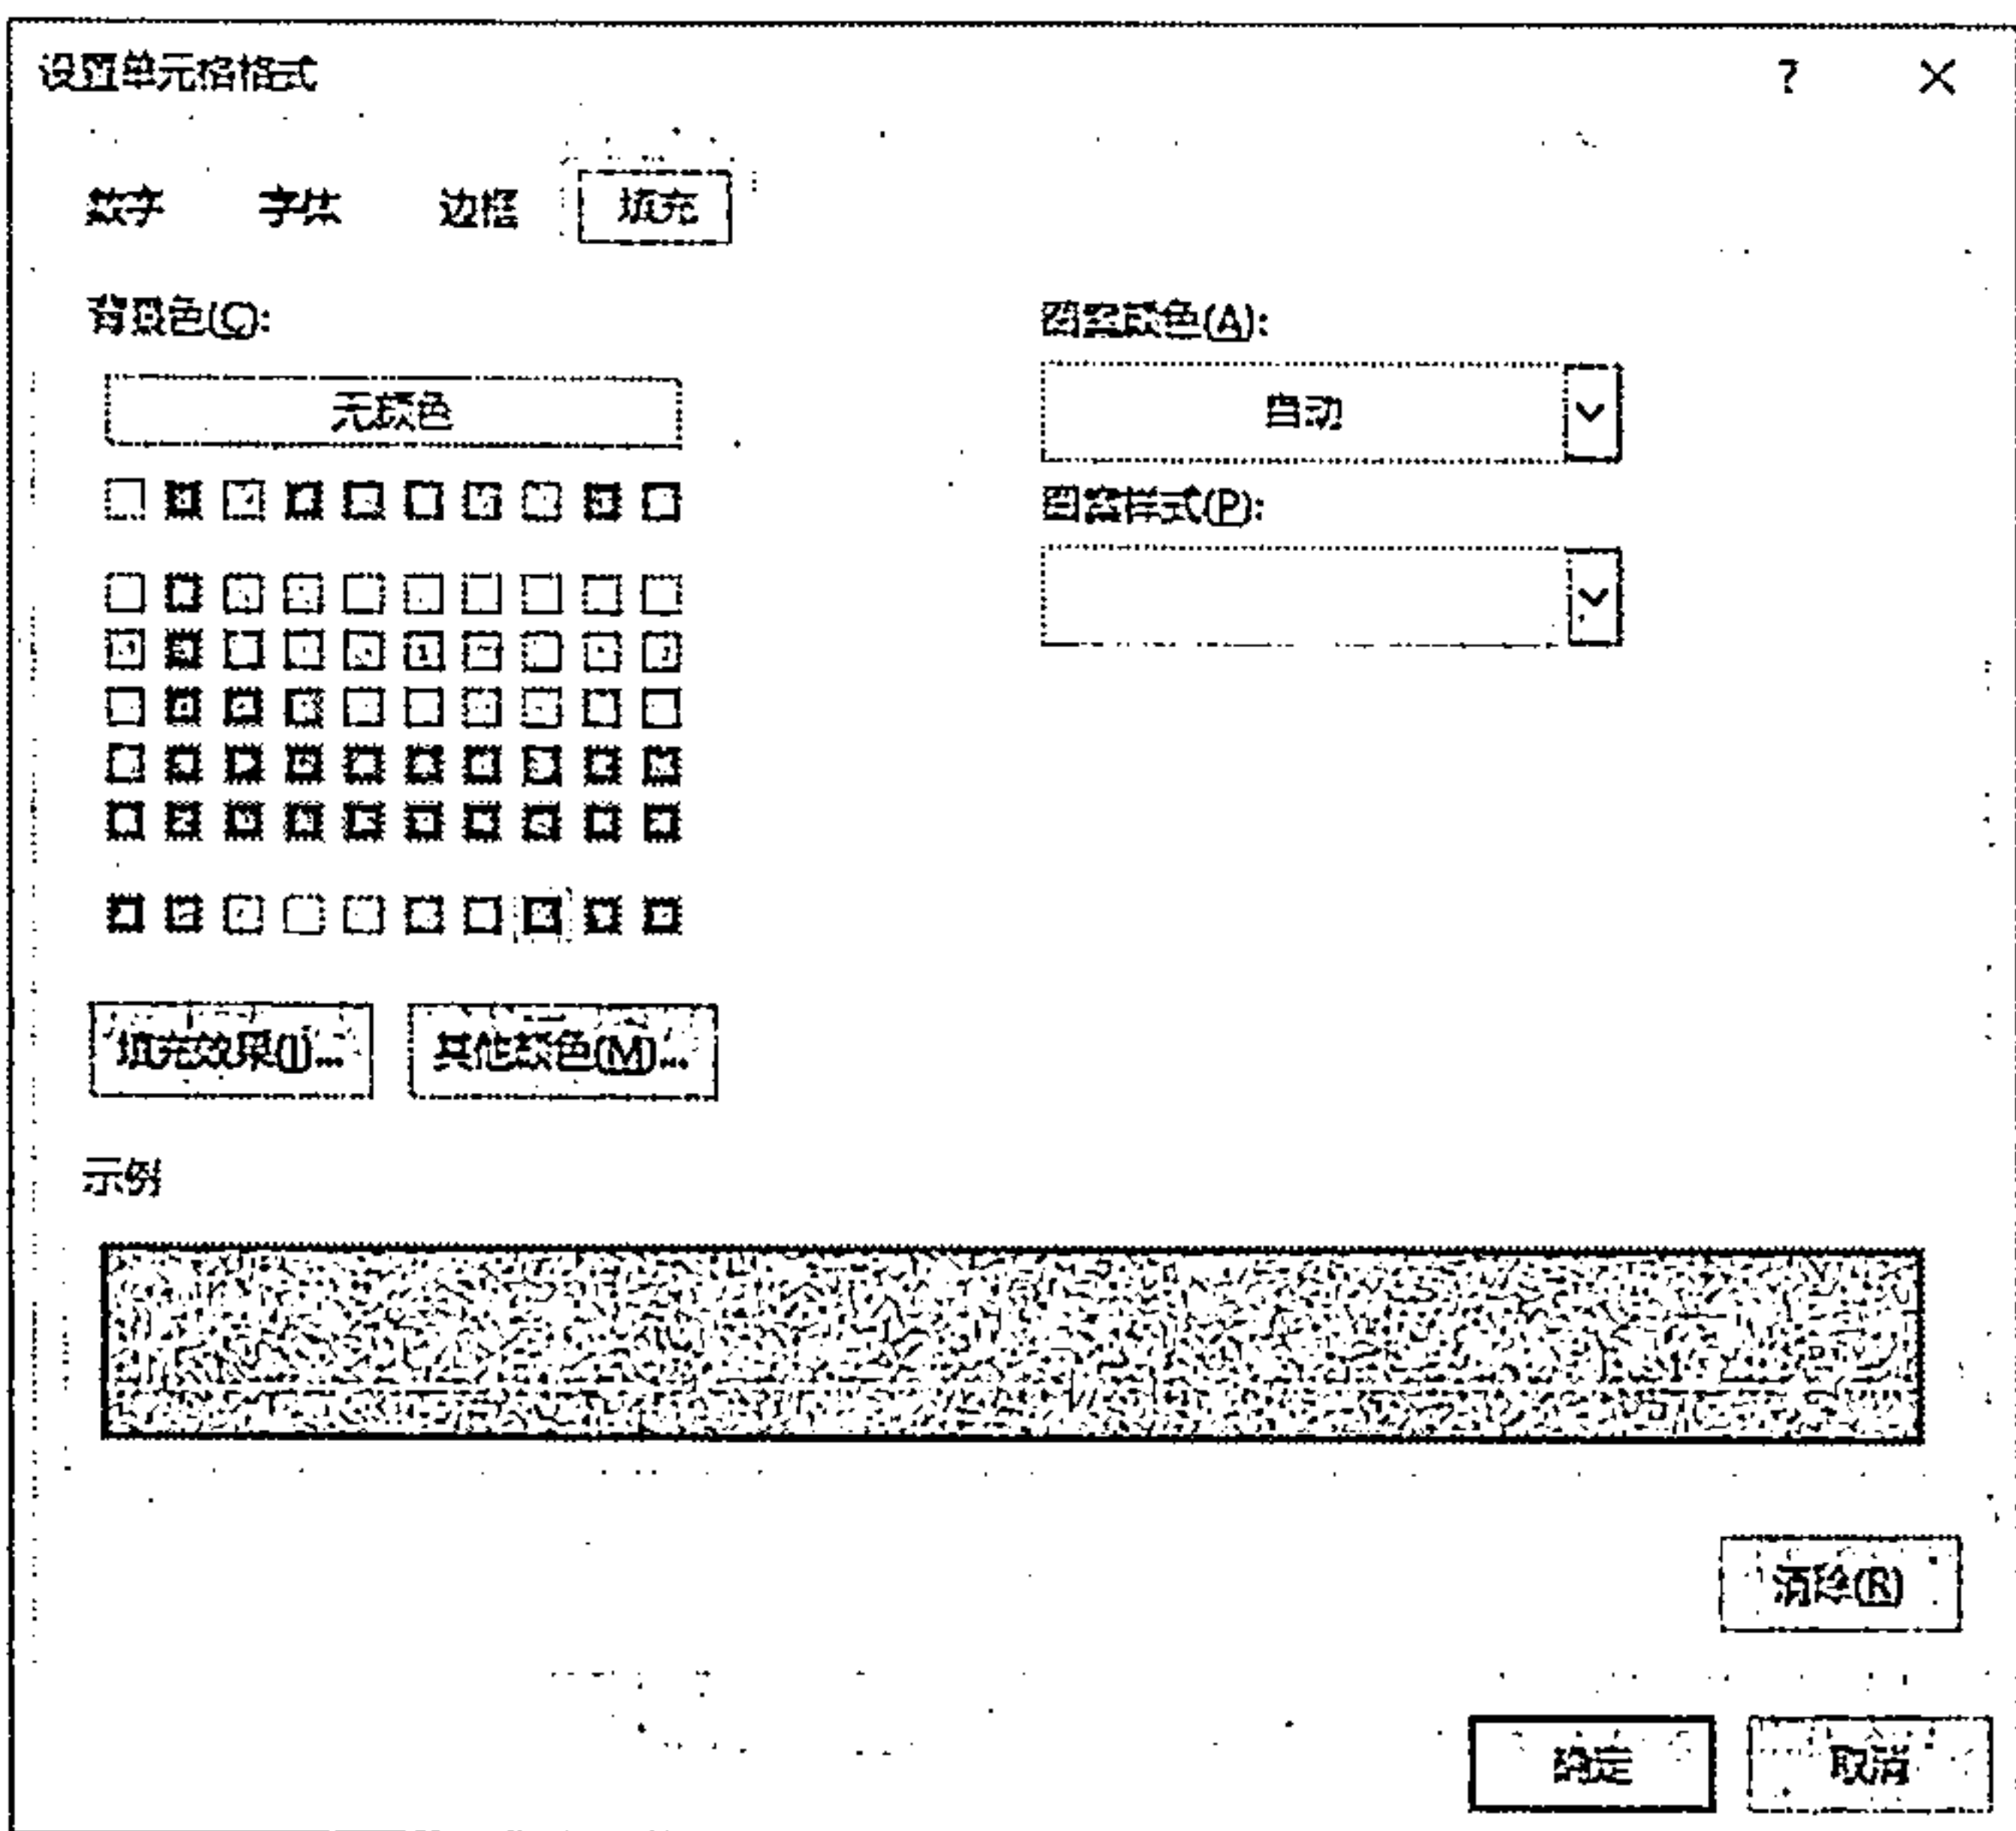 设置单元格格式 ? ×
数字 字体 边框 填充
背景色(C):
无颜色
图案颜色(A):
自动
图案样式(P):
填充效果(I)... 其他颜色(M)...
示例
清除(R)
确定 取消